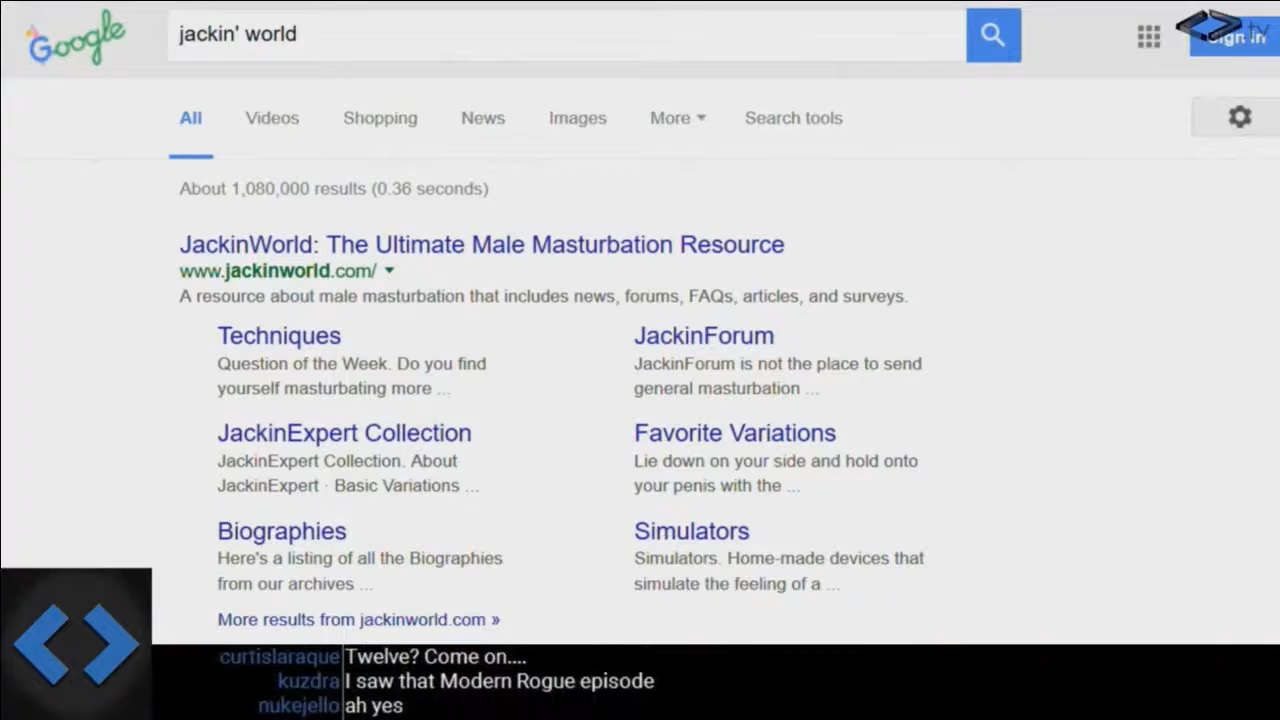 Google
jackin' world
tv
Sign in
All Videos Shopping News Images More Search tools
About 1,080,000 results (0.36 seconds)
JackinWorld: The Ultimate Male Masturbation Resource
www.jackinworld.com/
A resource about male masturbation that includes news, forums, FAQs, articles, and surveys.
Techniques
Question of the Week. Do you find
yourself masturbating more ...
JackinForum
JackinForum is not the place to send
general masturbation ...
JackinExpert Collection
JackinExpert Collection. About
JackinExpert · Basic Variations ...
Favorite Variations
Lie down on your side and hold onto
your penis with the ...
Biographies
Here's a listing of all the Biographies
from our archives ...
Simulators
Simulators. Home-made devices that
simulate the feeling of a ...
More results from jackinworld.com »
curtislaraque Twelve? Come on....
kuzdra I saw that Modern Rogue episode
nukejello ah yes